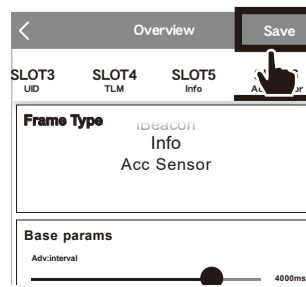 Overview Save
SLOT3 SLOT4 SLOT5
UID TLM Info
Frame Type
iBeacon
Info
Acc Sensor
Base params
Adv:interval
4000ms